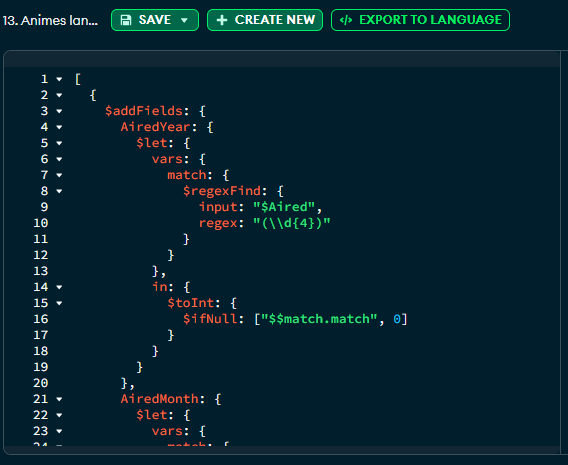 13. Animes lan... SAVE CREATE NEW </> EXPORT TO LANGUAGE
1 [
2 {
3 $addFields: {
4 AiredYear: {
5 $let: {
6 vars: {
7 match: {
8 $regexFind: {
9 input: "$Aired",
10 regex: "(\\d{4})"
11 }
12 }
13 },
14 in: {
15 $toInt: {
16 $ifNull: ["$$match.match", 0]
17 }
18 }
19 }
20 },
21 AiredMonth: {
22 $let: {
23 vars: {
24 match: {